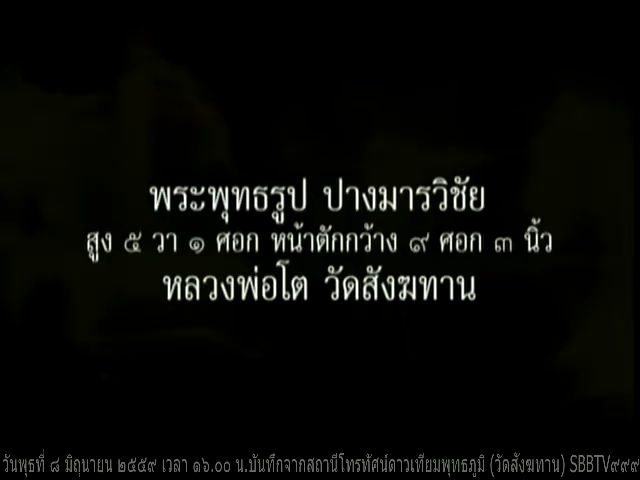 พระพุทธรูป ปางมารวิชัย
สูง ๕ วา ๑ ศอก หน้าตักกว้าง ๙ ศอก ๓ นิ้ว
หลวงพ่อโต วัดสังฆทาน
วันพุธที่ ๘ มิถุนายน ๒๕๕๙ เวลา ๑๖.๐๐ น.บันทึกจากสถานีโทรทัศน์ดาวเทียมพุทธภูมิ (วัดสังฆทาน) SBBTV๙๙๙